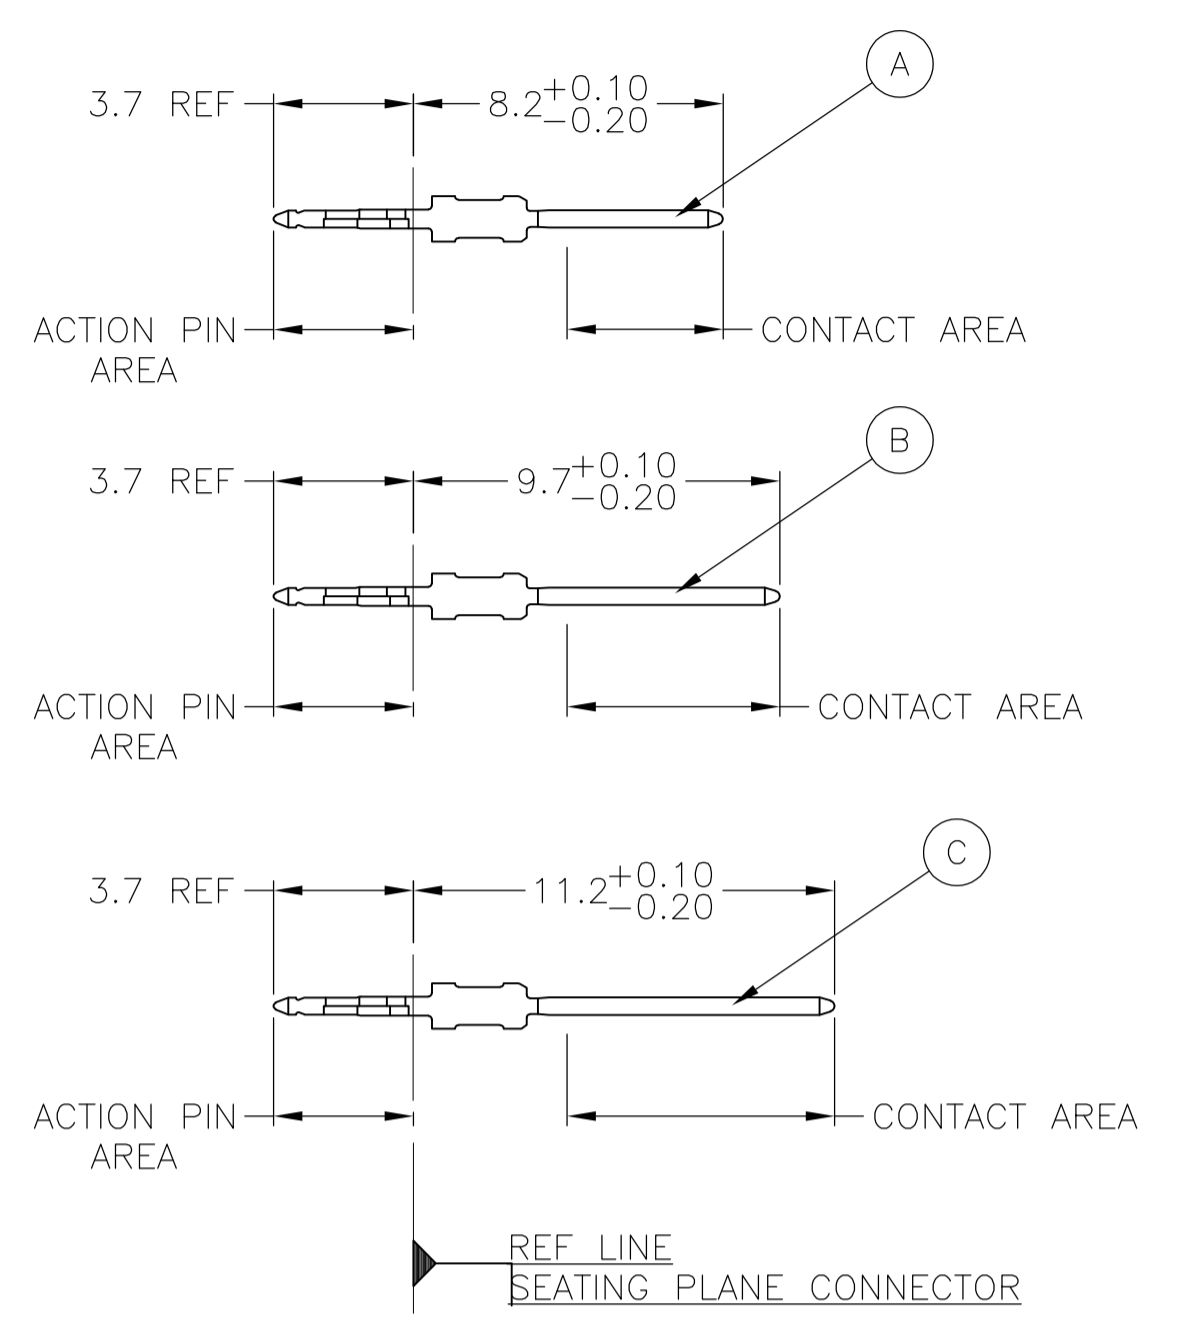 A
3.7 REF 8.2 +0.10
-0.20
ACTION PIN
AREA
CONTACT AREA
B
3.7 REF 9.7 +0.10
-0.20
ACTION PIN
AREA
CONTACT AREA
C
3.7 REF 11.2 +0.10
-0.20
ACTION PIN
AREA
CONTACT AREA
REF LINE
SEATING PLANE CONNECTOR